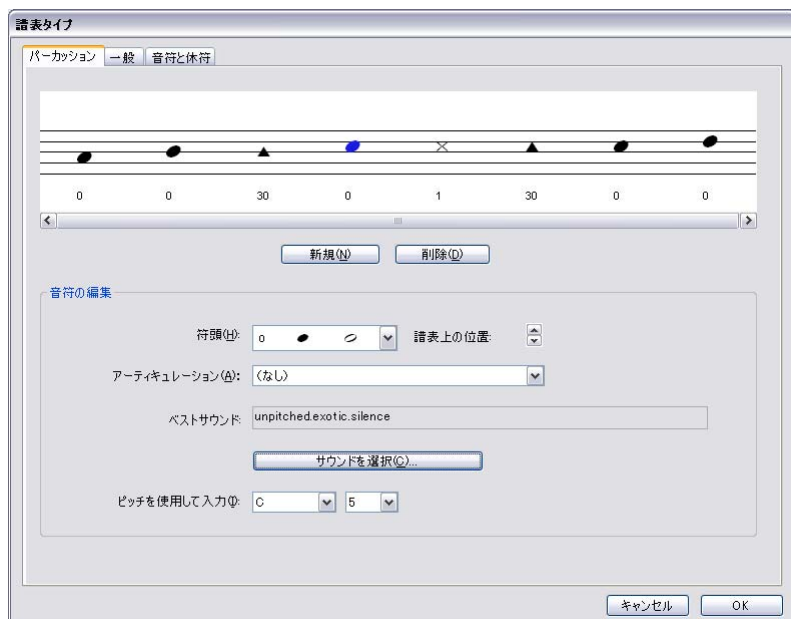 譜表タイプ
パーカッション 一般 音符と休符
0 0 30 0 1 30 0 0
新規(N) 削除(D)
音符の編集
符頭(H): 0 譜表上の位置:
アーティキュレーション(A): (なし)
ベストサウンド: unpitched.exotic.silence
サウンドを選択(C)...
ピッチを使用して入力(I): C 5
キャンセル OK